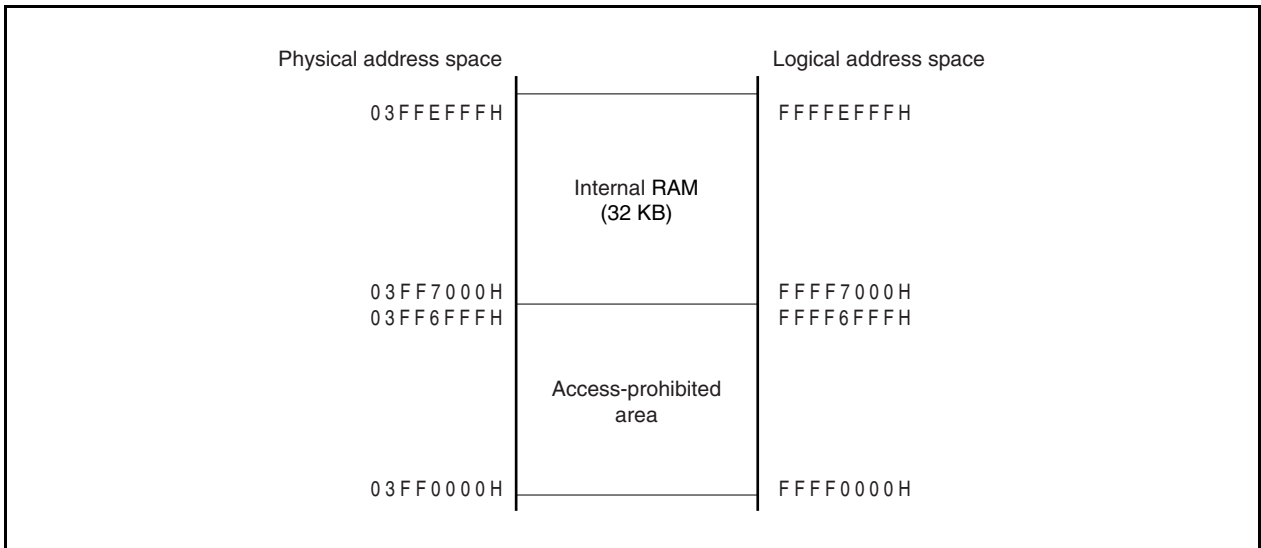 Physical address space
Logical address space
03FFEFFFH
FFFFEFFFH
Internal RAM
(32 KB)
03FF7000H
FFFF7000H
03FF6FFFH
FFFF6FFFH
Access-prohibited
area
03FF0000H
FFFF0000H